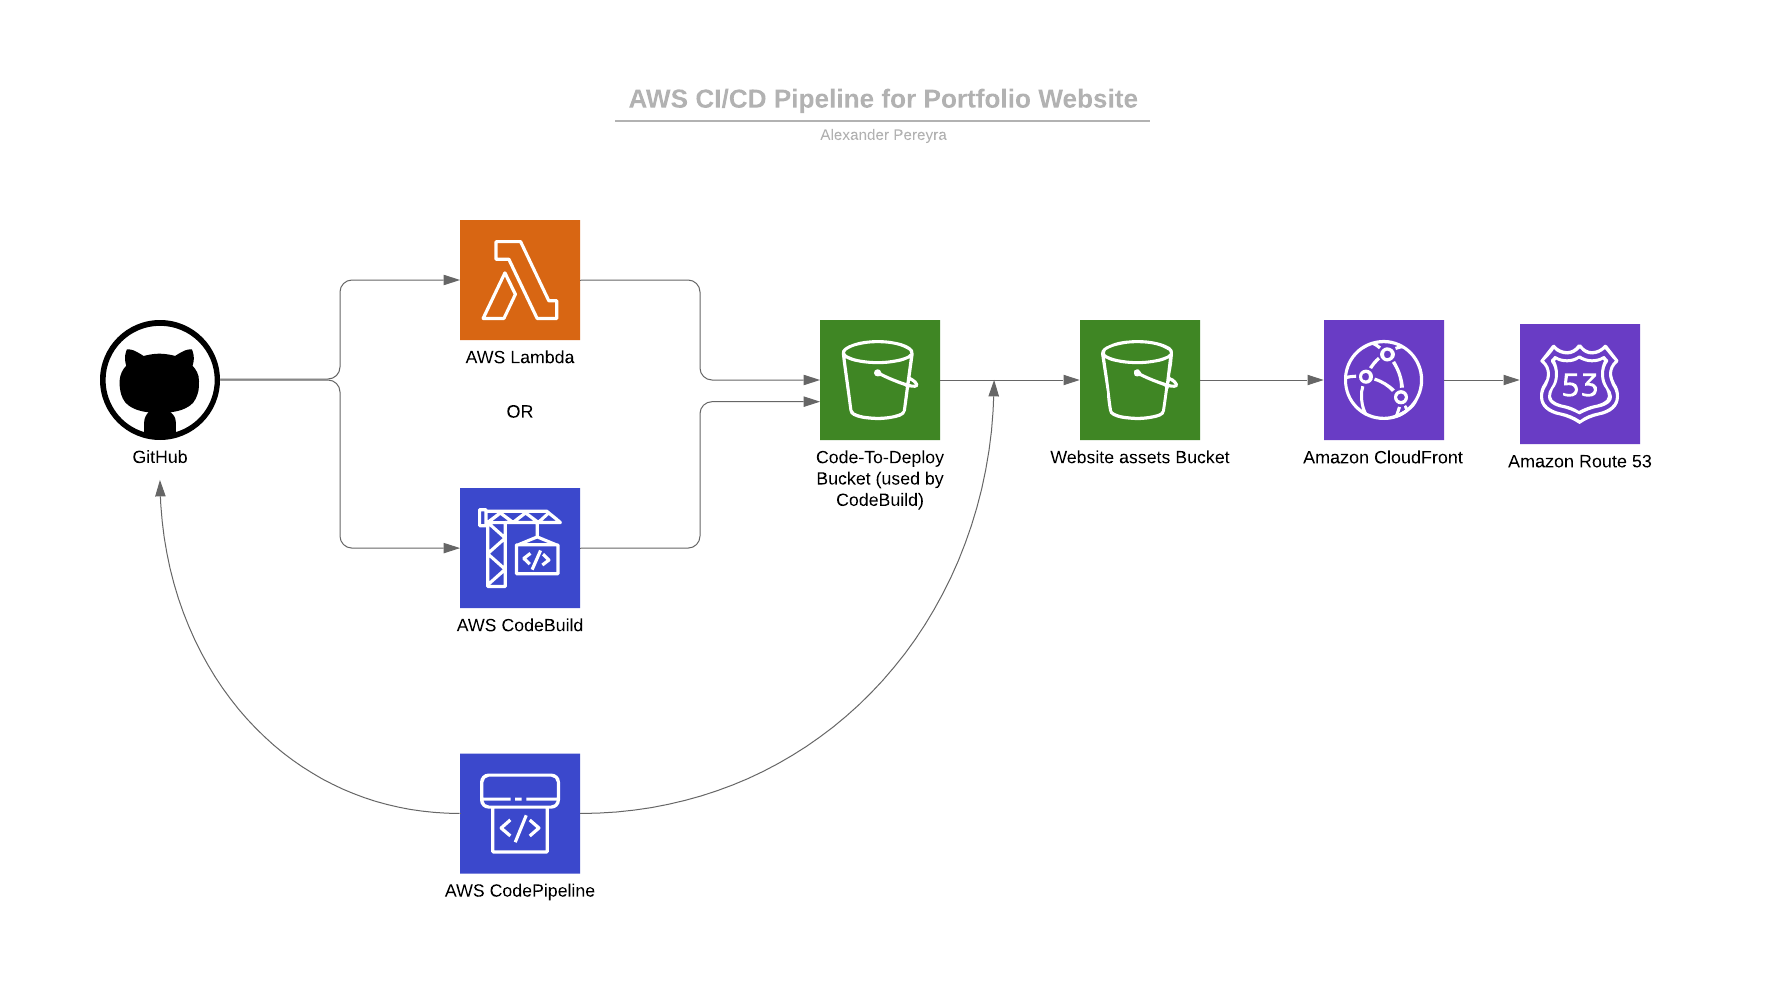 AWS CI/CD Pipeline for Portfolio Website
Alexander Pereyra
AWS Lambda
OR
GitHub
AWS CodeBuild
Code-To-Deploy
Bucket (used by
CodeBuild)
Website assets Bucket
Amazon CloudFront
53
Amazon Route 53
</>
</>
AWS CodePipeline